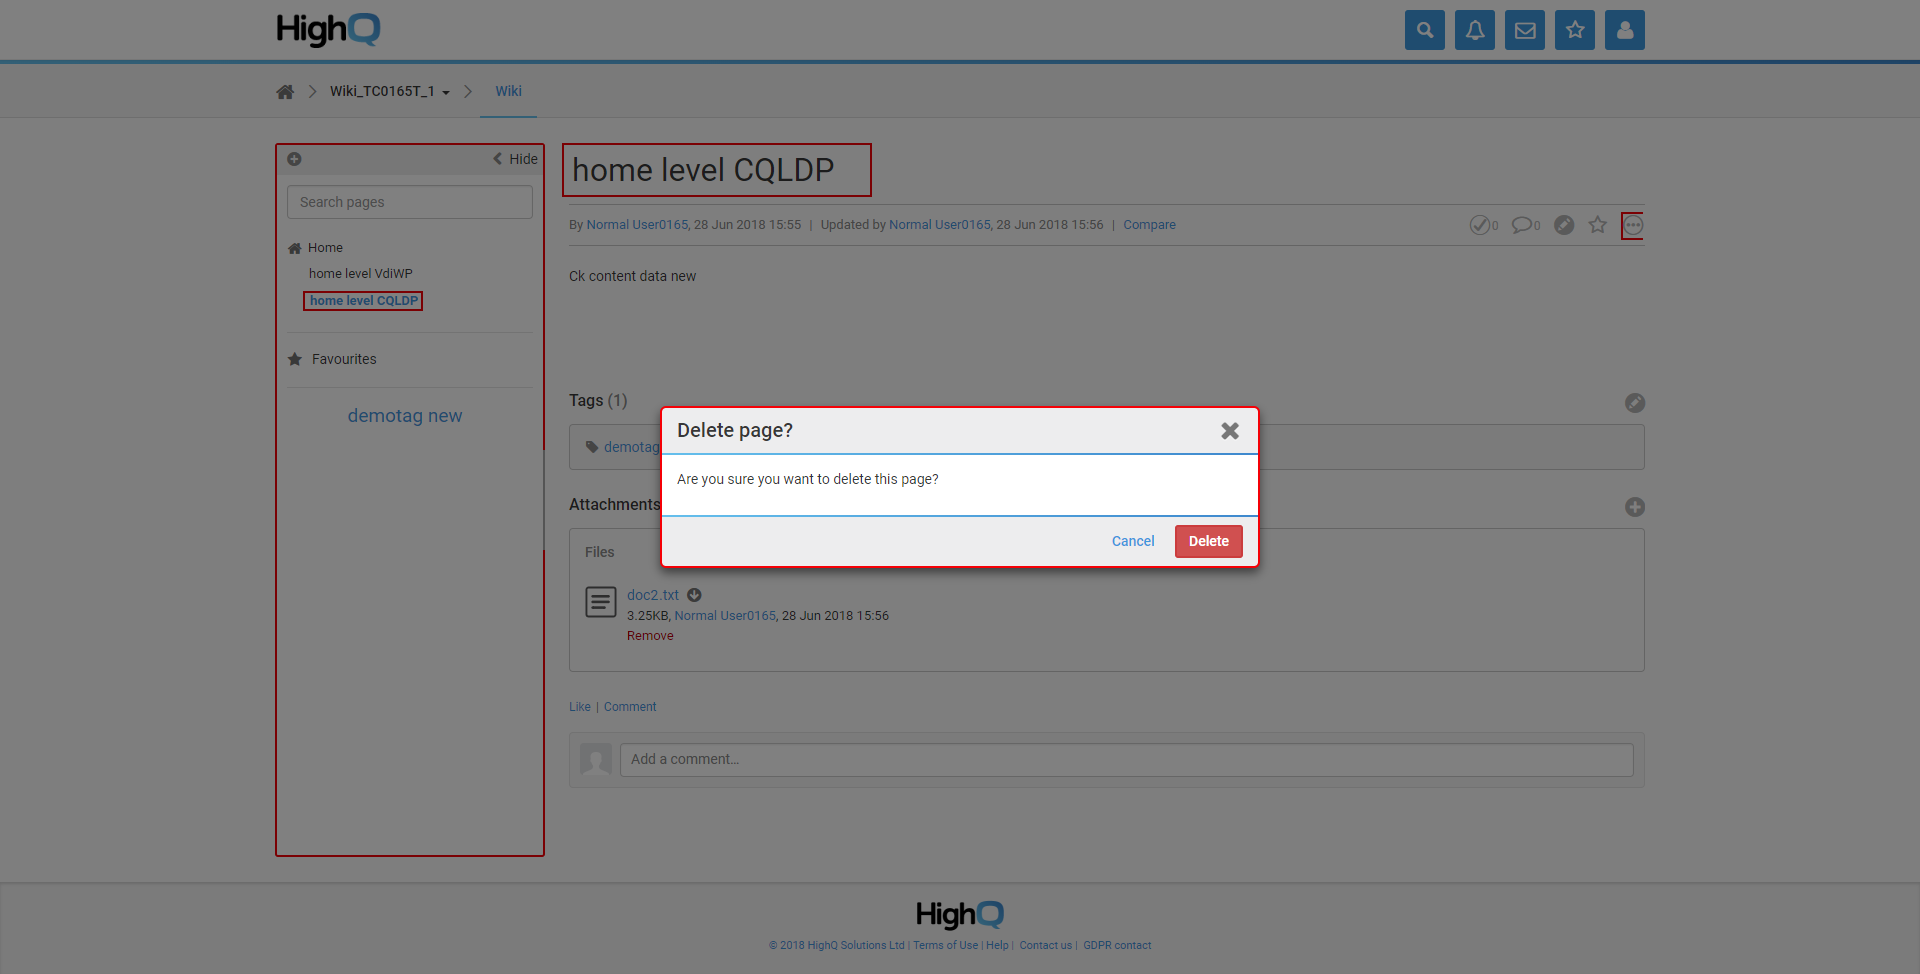 HighQ
Wiki_TC0165T_1
Wiki
Hide
Search pages
Home
home level VdiWP
home level CQLDP
Favourites
demotag new
home level CQLDP
By Normal User0165, 28 Jun 2018 15:55 | Updated by Normal User0165, 28 Jun 2018 15:56 | Compare
0
0
Ck content data new
Tags (1)
demotag
Delete page?
Are you sure you want to delete this page?
Cancel
Delete
Attachments
Files
doc2.txt
3.25KB, Normal User0165, 28 Jun 2018 15:56
Remove
Like | Comment
Add a comment...
HighQ
© 2018 HighQ Solutions Ltd | Terms of Use | Help | Contact us | GDPR contact